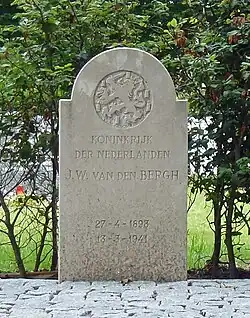 KONINKRIJK
DER NEDERLANDEN
J.W. VAN DEN BERGH
27-4-1893
13-3-1941